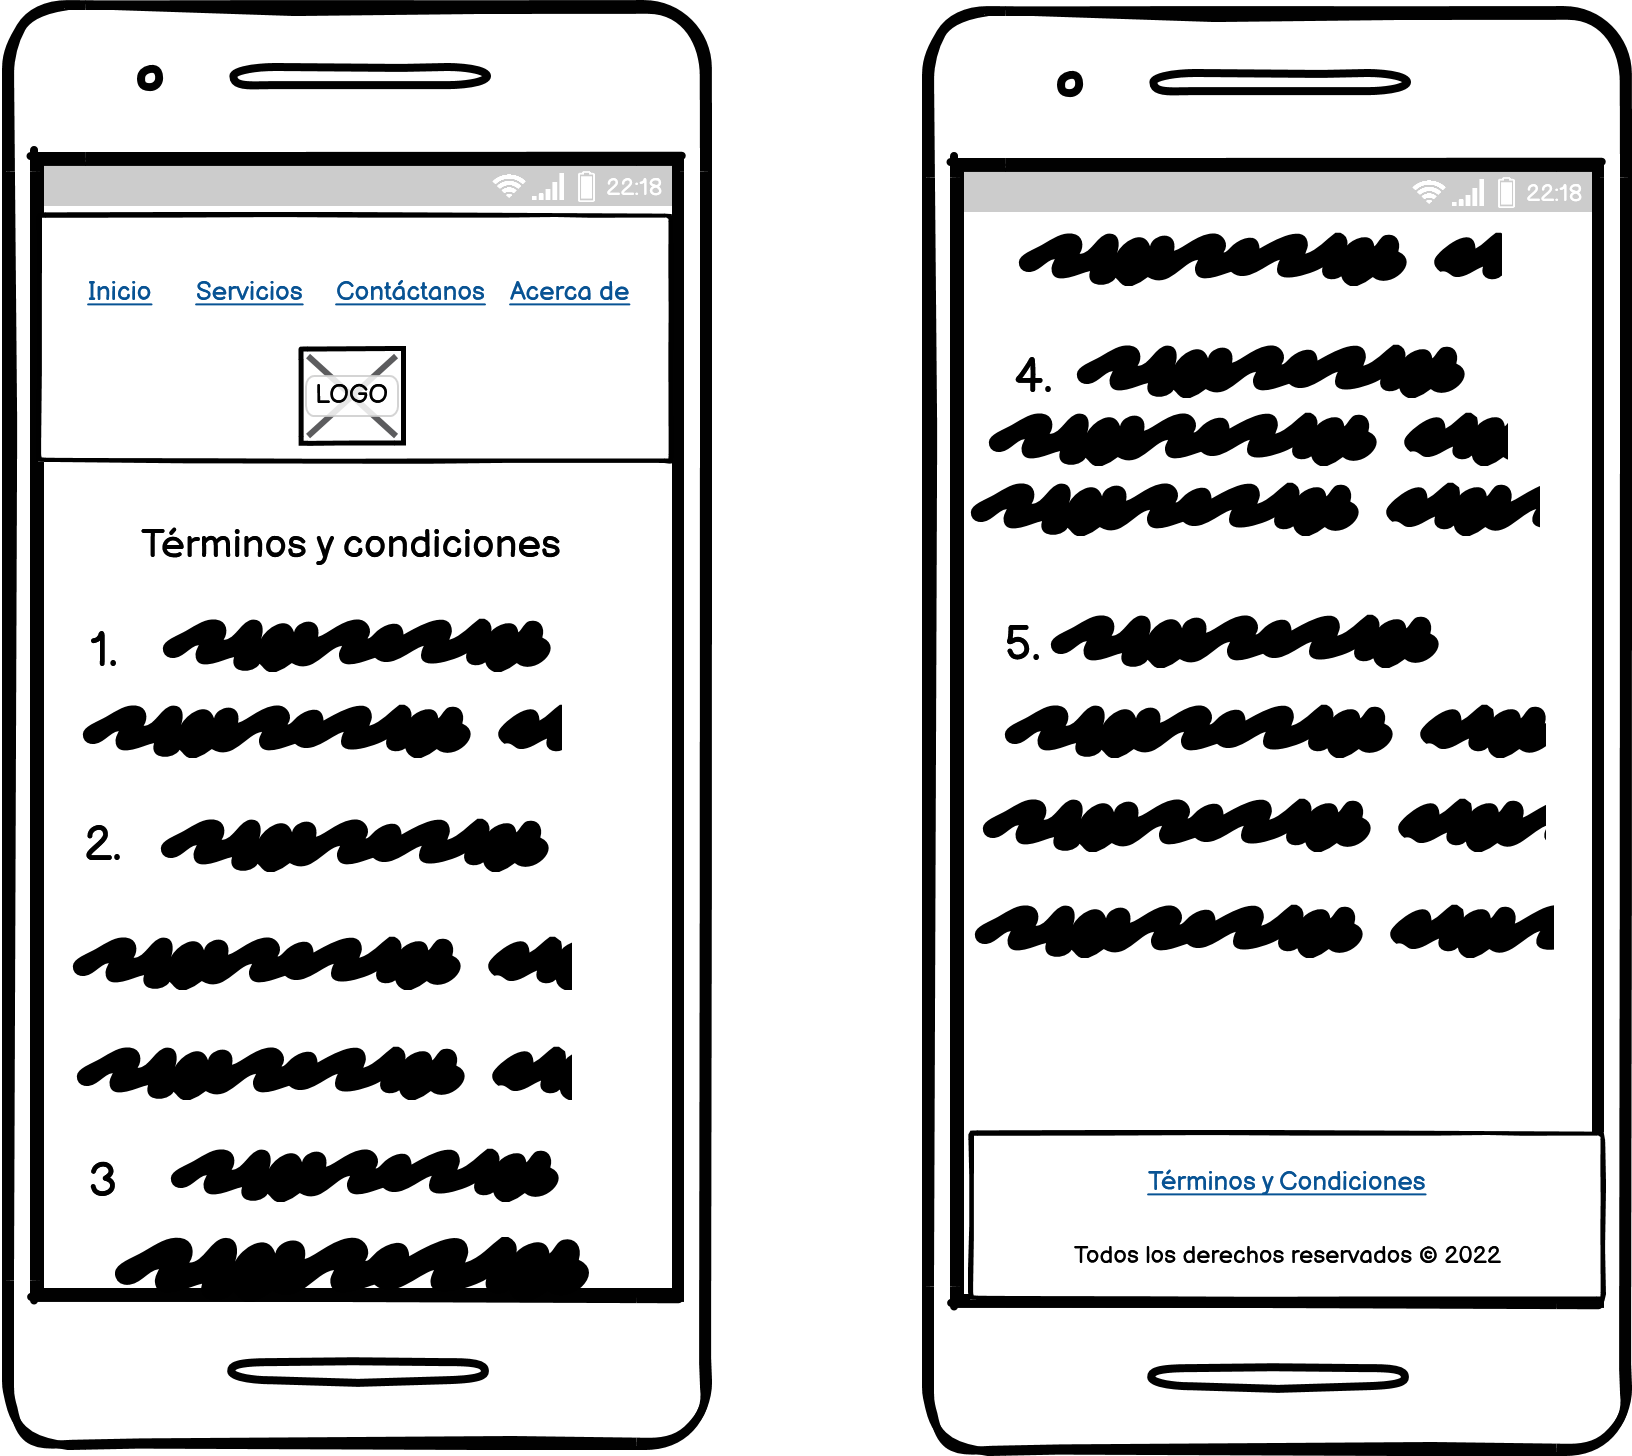 22:18
Inicio Servicios Contáctanos Acerca de
LOGO
Términos y condiciones
1.
2.
3
22:18
4.
5.
Términos y Condiciones
Todos los derechos reservados © 2022